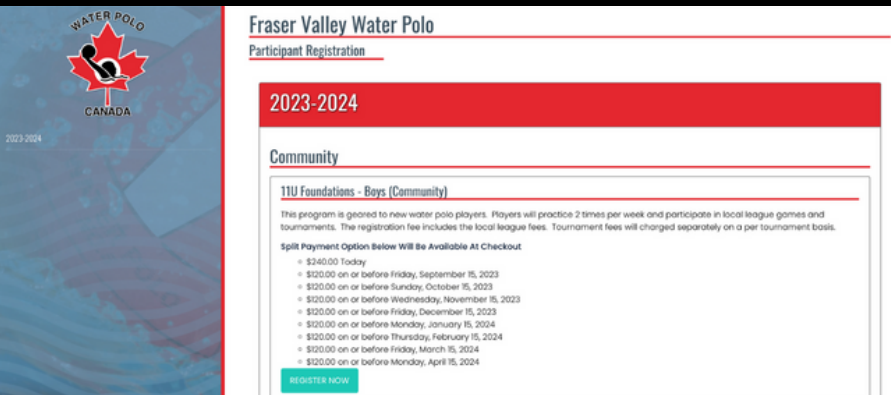 WATER POLO
CANADA
2023-2024
Fraser Valley Water Polo
Participant Registration
2023-2024
Community
11U Foundations - Boys (Community)
This program is geared to new water polo players. Players will practice 2 times per week and participate in local league games and
tournaments. The registration fee includes the local league fees. Tournament fees will charged separately on a per tournament basis.
Split Payment Option Below Will Be Available At Checkout
$240.00 Today
$120.00 on or before Friday, September 15, 2023
$120.00 on or before Sunday, October 15, 2023
$120.00 on or before Wednesday, November 15, 2023
$120.00 on or before Friday, December 15, 2023
$120.00 on or before Monday, January 15, 2024
$120.00 on or before Thursday, February 15, 2024
$120.00 on or before Friday, March 15, 2024
$120.00 on or before Monday, April 15, 2024
REGISTER NOW